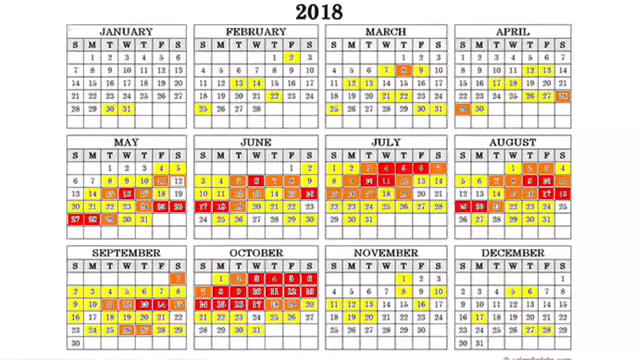 2018
JANUARY
S M T W T F S
1 2 3 4 5 6
7 8 9 10 11 12 13
14 15 16 17 18 19 20
21 22 23 24 25 26 27
28 29 30 31
FEBRUARY
S M T W T F S
1 2 3
4 5 6 7 8 9 10
11 12 13 14 15 16 17
18 19 20 21 22 23 24
25 26 27 28
MARCH
S M T W T F S
1 2 3
4 5 6 7 8 9 10
11 12 13 14 15 16 17
18 19 20 21 22 23 24
25 26 27 28 29 30 31
APRIL
S M T W T F S
1 2 3 4 5 6 7
8 9 10 11 12 13 14
15 16 17 18 19 20 21
22 23 24 25 26 27 28
29 30
MAY
S M T W T F S
1 2 3 4 5
6 7 8 9 10 11 12
13 14 15 16 17 18 19
20 21 22 23 24 25 26
27 28 29 30 31
JUNE
S M T W T F S
1 2
3 4 5 6 7 8 9
10 11 12 13 14 15 16
17 18 19 20 21 22 23
24 25 26 27 28 29 30
JULY
S M T W T F S
1 2 3 4 5 6 7
8 9 10 11 12 13 14
15 16 17 18 19 20 21
22 23 24 25 26 27 28
29 30 31
AUGUST
S M T W T F S
1 2 3 4
5 6 7 8 9 10 11
12 13 14 15 16 17 18
19 20 21 22 23 24 25
26 27 28 29 30 31
SEPTEMBER
S M T W T F S
1
2 3 4 5 6 7 8
9 10 11 12 13 14 15
16 17 18 19 20 21 22
23 24 25 26 27 28 29
30
OCTOBER
S M T W T F S
1 2 3 4 5 6
7 8 9 10 11 12 13
14 15 16 17 18 19 20
21 22 23 24 25 26 27
28 29 30 31
NOVEMBER
S M T W T F S
1 2 3
4 5 6 7 8 9 10
11 12 13 14 15 16 17
18 19 20 21 22 23 24
25 26 27 28 29 30
DECEMBER
S M T W T F S
1
2 3 4 5 6 7 8
9 10 11 12 13 14 15
16 17 18 19 20 21 22
23 24 25 26 27 28 29
30 31